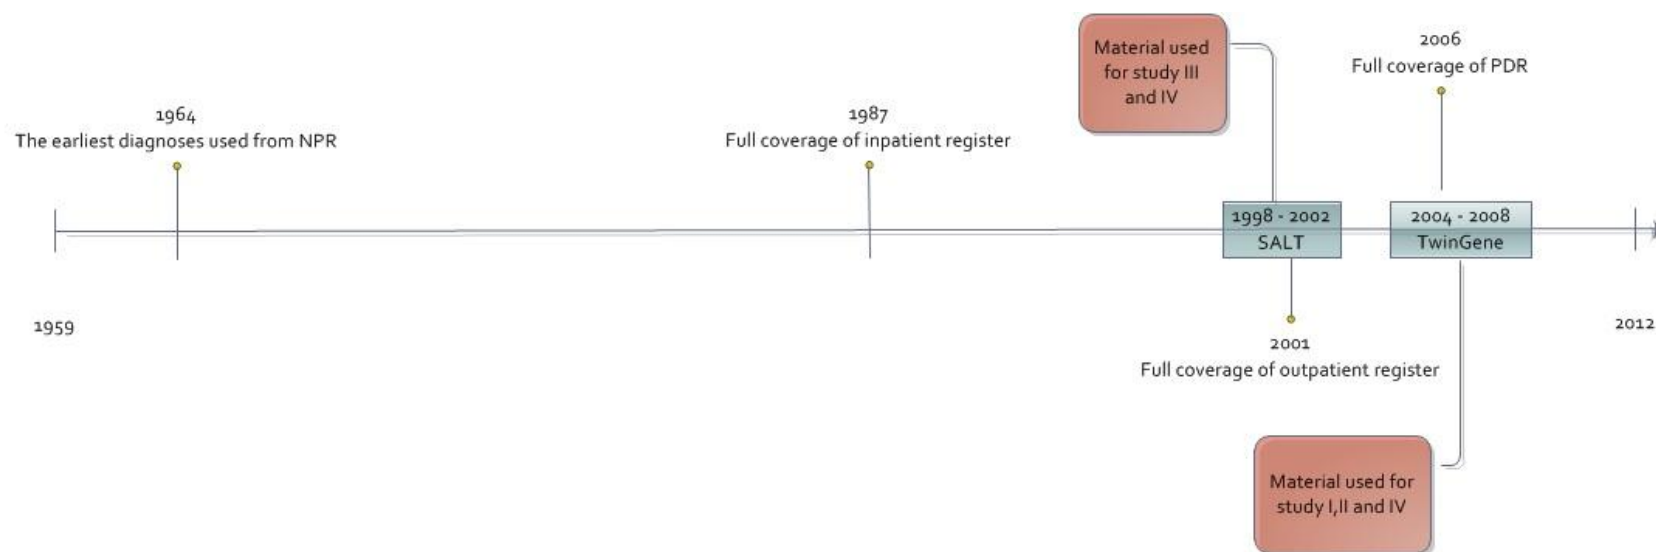 Material used
for study III
and IV
2006
Full coverage of PDR
1964
The earliest diagnoses used from NPR
1987
Full coverage of inpatient register
1998 - 2002
SALT
2004 - 2008
TwinGene
1959
2012
2001
Full coverage of outpatient register
Material used for
study I,II and IV